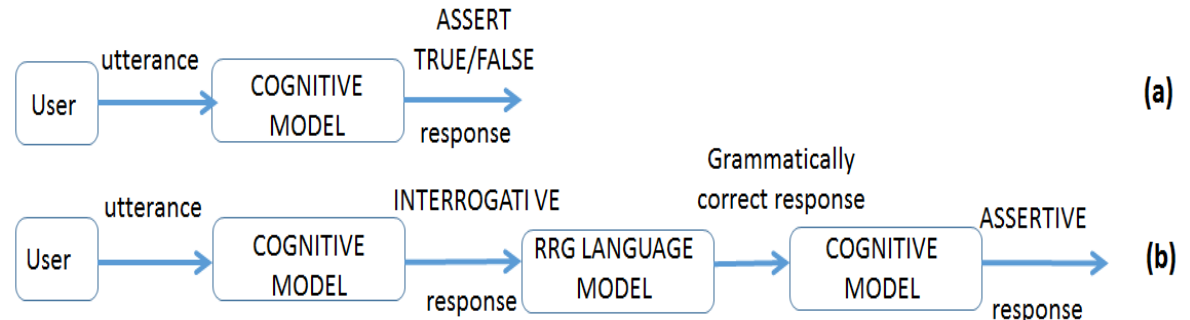 ASSERT
TRUE/FALSE
utterance
User
COGNITIVE
MODEL
response
(a)
Grammatically
correct response
utterance
INTERROGATI VE
ASSERTIVE
User
COGNITIVE
MODEL
RRG LANGUAGE
MODEL
COGNITIVE
MODEL
response
response
(b)